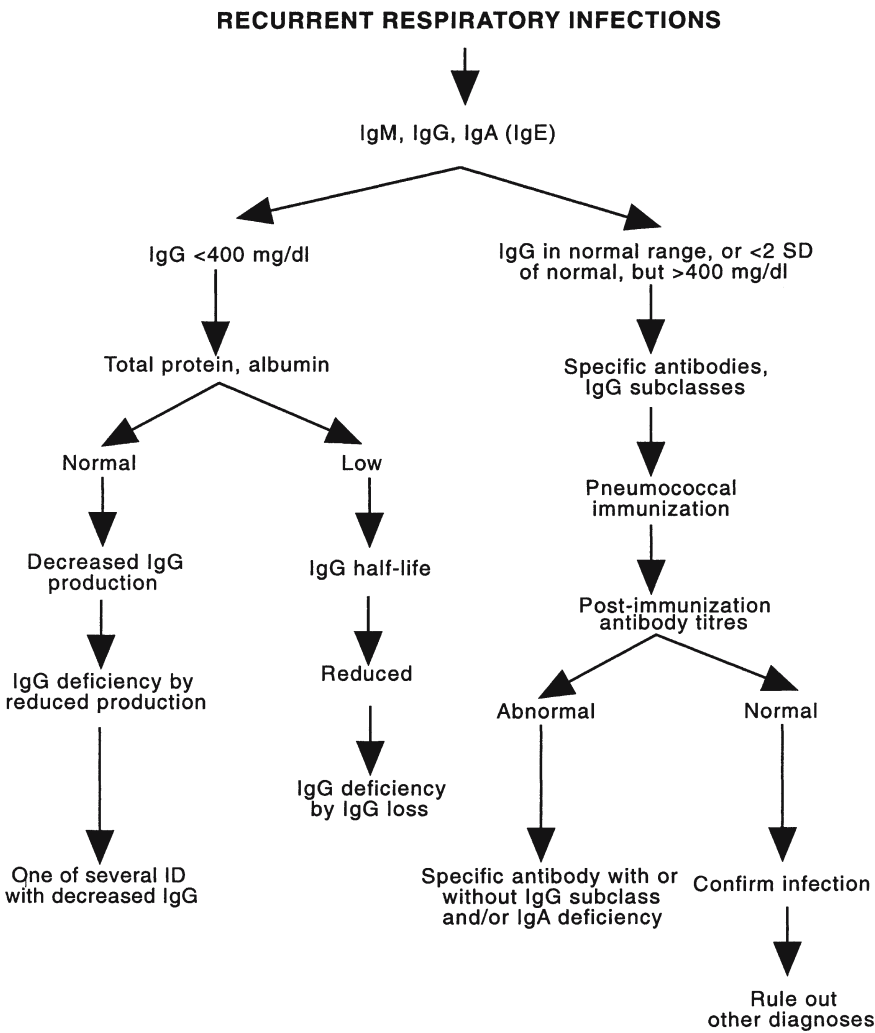 RECURRENT RESPIRATORY INFECTIONS
IgM, IgG, IgA (IgE)
IgG <400 mg/dl
IgG in normal range, or <2 SD
of normal, but >400 mg/dl
Total protein, albumin
Specific antibodies,
IgG subclasses
Normal
Low
Pneumococcal
immunization
Decreased IgG
production
IgG half-life
Post-immunization
antibody titres
IgG deficiency by
reduced production
Reduced
Abnormal
Normal
IgG deficiency
by IgG loss
One of several ID
with decreased IgG
Specific antibody with or
without IgG subclass
and/or IgA deficiency
Confirm infection
Rule out
other diagnoses